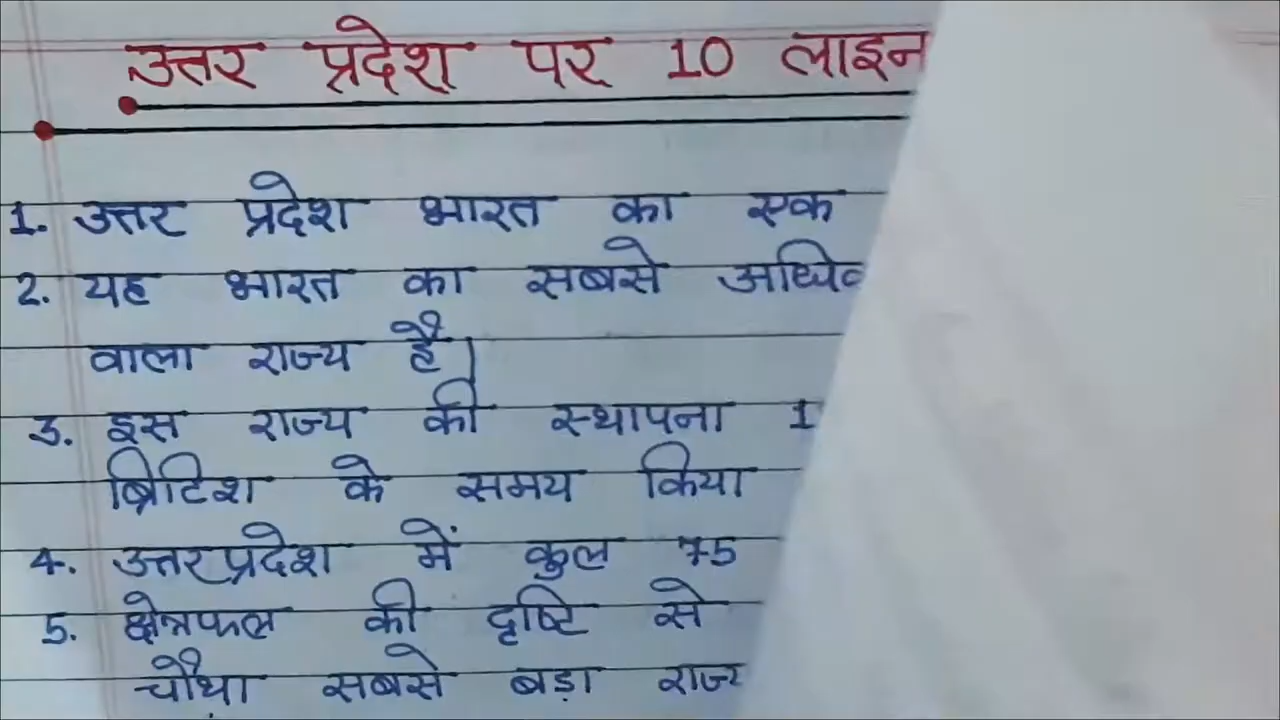 उत्तर प्रदेश पर 10 लाइन
1. उत्तर प्रदेश भारत का एक
2. यह भारत का सबसे
वाला राज्य है।
3. इस राज्य की स्थापना 1
ब्रिटिश के समय किया
4. उत्तरप्रदेश में कुल 75
5. क्षेत्रफल की दृष्टि से
चौथा सबसे बड़ा राज्य